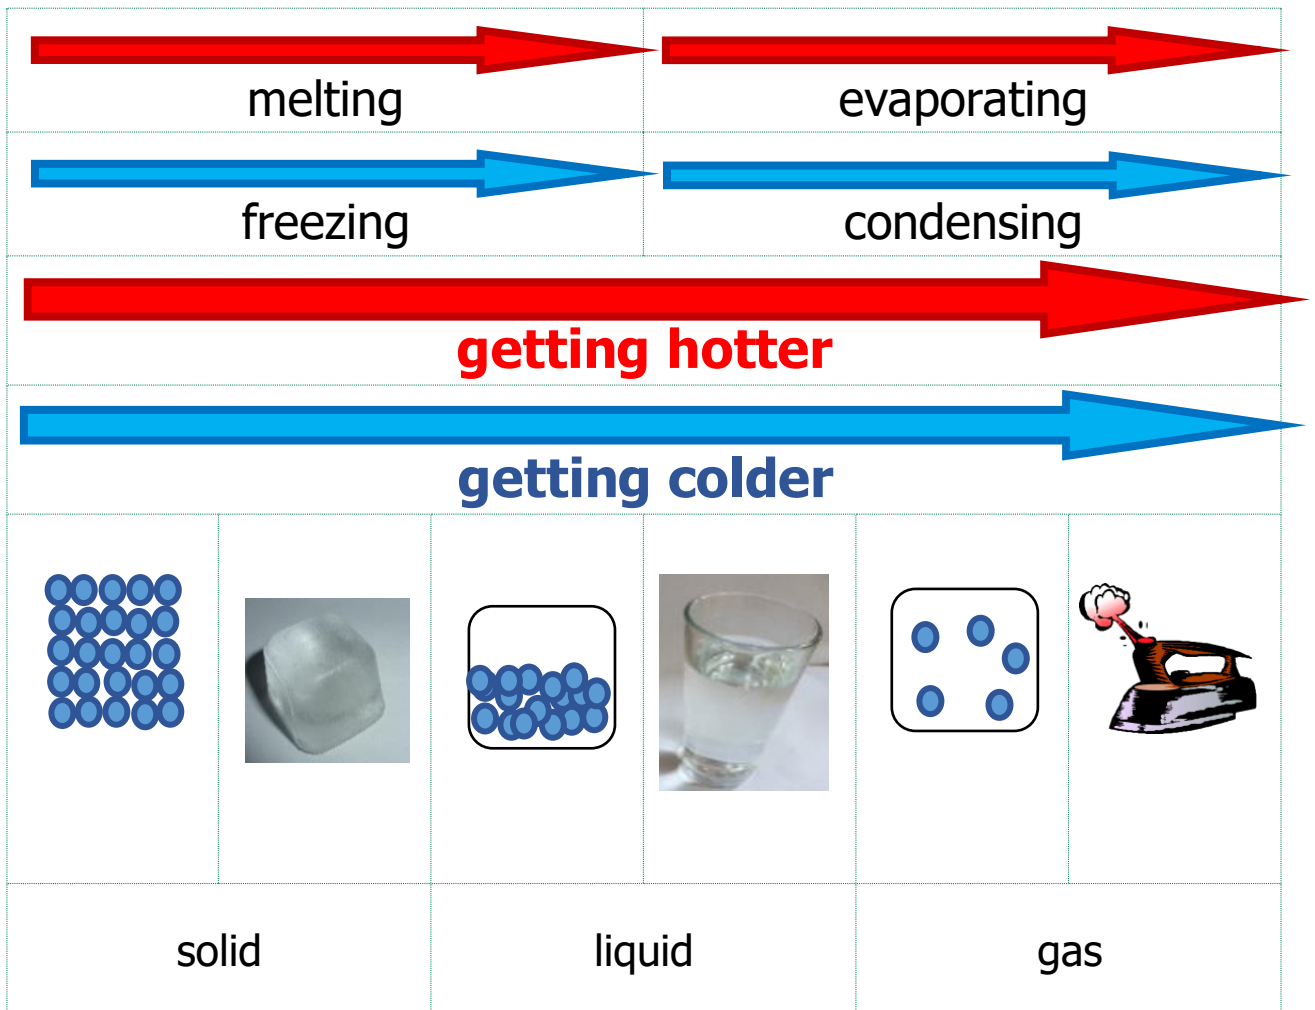 melting
evaporating
freezing
condensing
getting hotter
getting colder
solid
liquid
gas